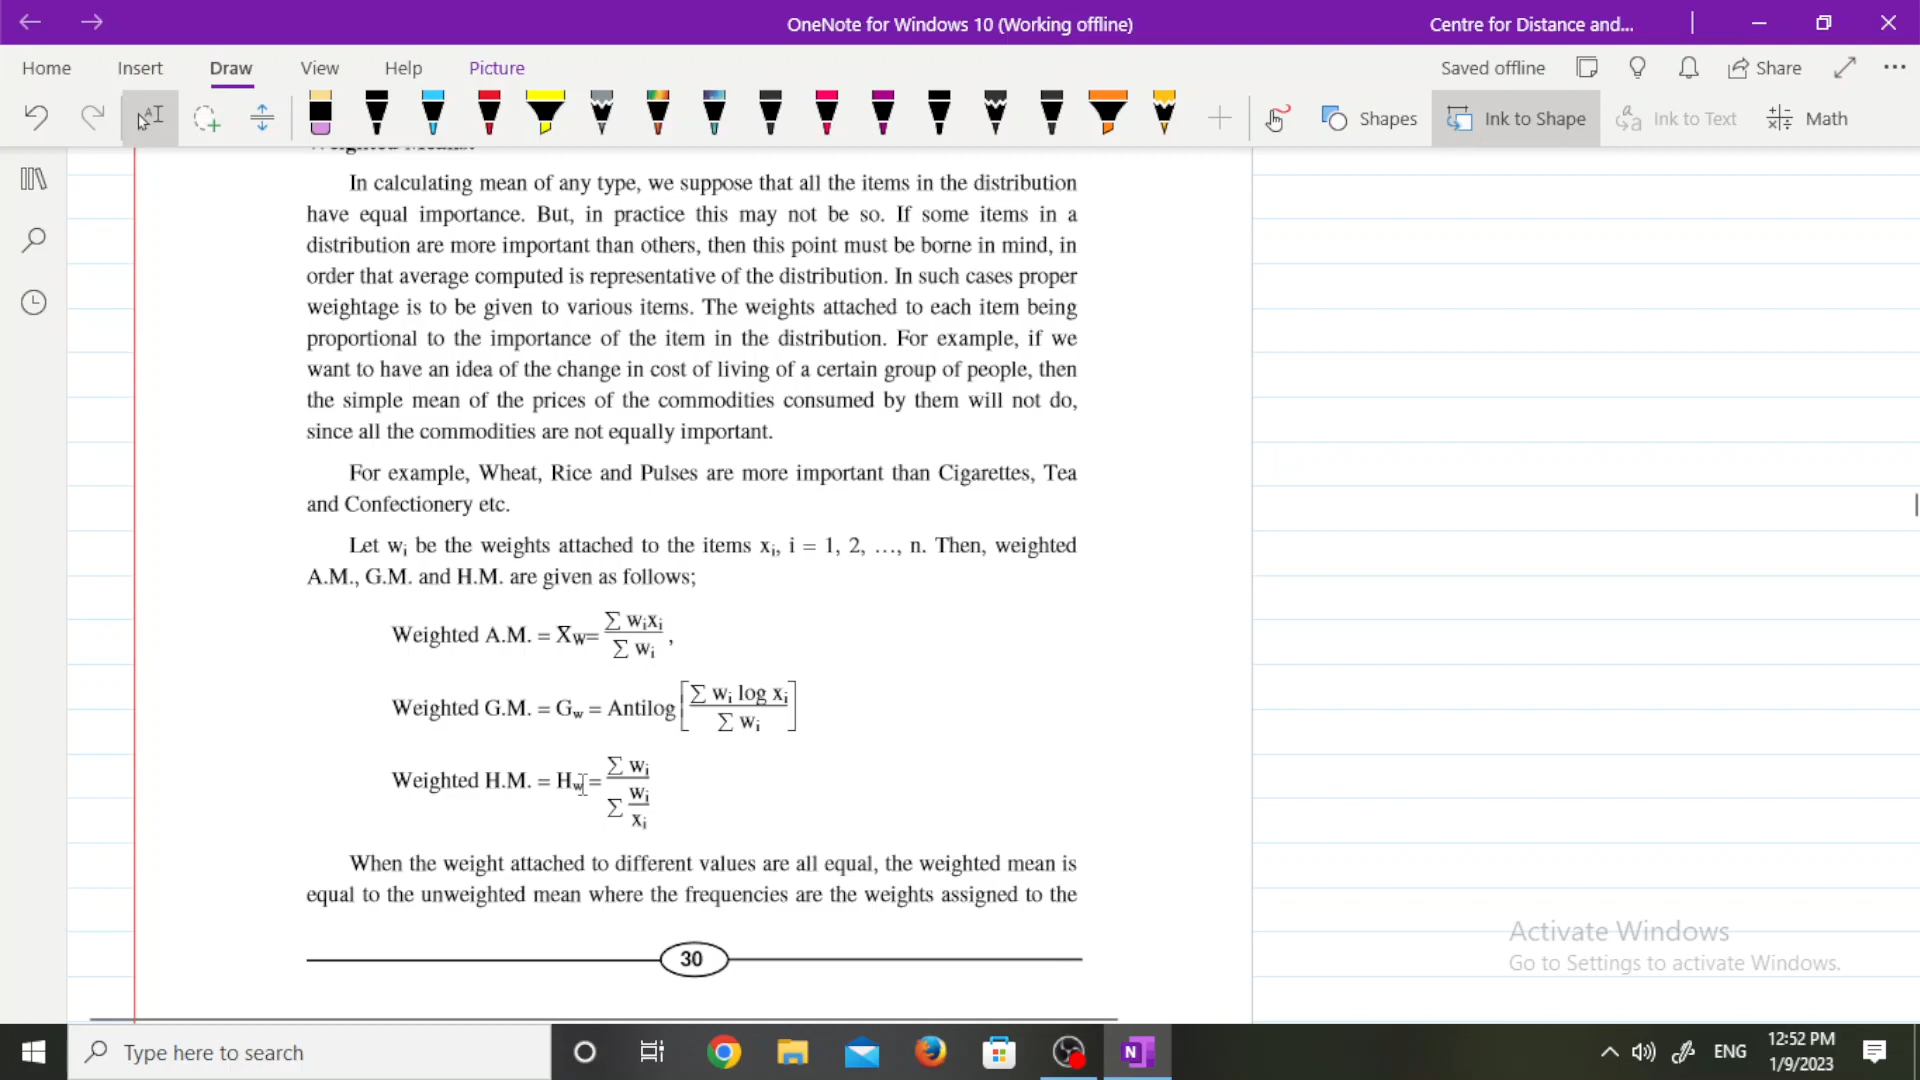 OneNote for Windows 10 (Working offline)
Centre for Distance and...
Home Insert Draw View Help Picture
Saved offline
Share
Shapes
Ink to Shape
Ink to Text
Math
Weighted Means:
In calculating mean of any type, we suppose that all the items in the distribution
have equal importance. But, in practice this may not be so. If some items in a
distribution are more important than others, then this point must be borne in mind, in
order that average computed is representative of the distribution. In such cases proper
weightage is to be given to various items. The weights attached to each item being
proportional to the importance of the item in the distribution. For example, if we
want to have an idea of the change in cost of living of a certain group of people, then
the simple mean of the prices of the commodities consumed by them will not do,
since all the commodities are not equally important.
For example, Wheat, Rice and Pulses are more important than Cigarettes, Tea
and Confectionery etc.
Let wᵢ be the weights attached to the items xᵢ, i = 1, 2, …, n. Then, weighted
A.M., G.M. and H.M. are given as follows;
Weighted A.M. = X̄w= ∑ wᵢxᵢ / ∑ wᵢ ,
Weighted G.M. = Gw = Antilog [∑ wᵢ log xᵢ / ∑ wᵢ]
Weighted H.M. = Hw = ∑ wᵢ / ∑ wᵢ/xᵢ
When the weight attached to different values are all equal, the weighted mean is
equal to the unweighted mean where the frequencies are the weights assigned to the
30
Activate Windows
Go to Settings to activate Windows.
Type here to search
N
ENG
12:52 PM
1/9/2023